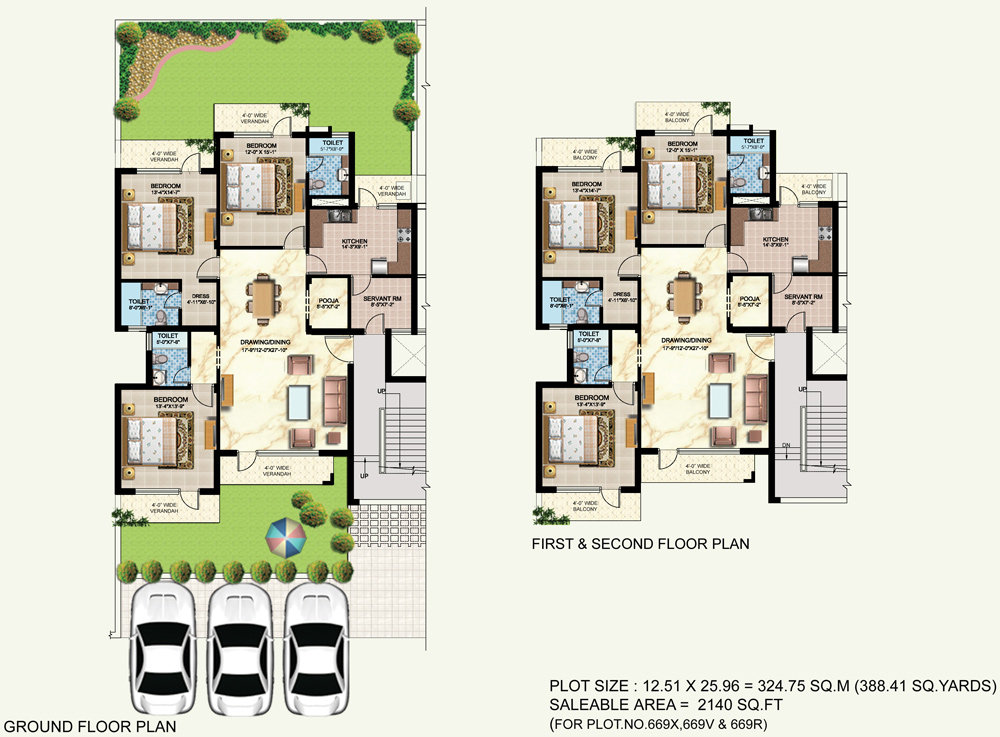 4'-0" WIDE
VERANDAH
BEDROOM
12'-0" X 15'-1"
TOILET
5'-7"X8'-0"
4'-0" WIDE
VERANDAH
BEDROOM
13'-4"X14'-7"
4'-0" WIDE
VERANDAH
KITCHEN
14'-3"X9'-1"
TOILET
8'-0"X6'-1"
DRESS
4'-11"X6'-10"
POOJA
5'-6"X7'-2"
SERVANT RM
8'-5"X7'-2"
TOILET
5'-0"X7'-8"
DRAWING/DINING
17'-8"/12'-0"X27'-10"
UP
BEDROOM
13'-4"X13'-9"
4'-0" WIDE
VERANDAH
UP
4'-0" WIDE
VERANDAH
GROUND FLOOR PLAN
4'-0" WIDE
BALCONY
BEDROOM
12'-0" X 15'-1"
TOILET
5'-7"X8'-0"
4'-0" WIDE
BALCONY
BEDROOM
13'-4"X14'-7"
4'-0" WIDE
BALCONY
KITCHEN
14'-3"X9'-1"
TOILET
8'-0"X6'-1"
DRESS
4'-11"X6'-10"
POOJA
5'-6"X7'-2"
SERVANT RM
8'-5"X7'-2"
TOILET
5'-0"X7'-8"
DRAWING/DINING
17'-8"/12'-0"X27'-10"
UP
BEDROOM
13'-4"X13'-9"
DN
4'-0" WIDE
BALCONY
4'-0" WIDE
BALCONY
FIRST & SECOND FLOOR PLAN
PLOT SIZE : 12.51 X 25.96 = 324.75 SQ.M (388.41 SQ.YARDS)
SALEABLE AREA = 2140 SQ.FT
(FOR PLOT.NO.669X,669V & 669R)